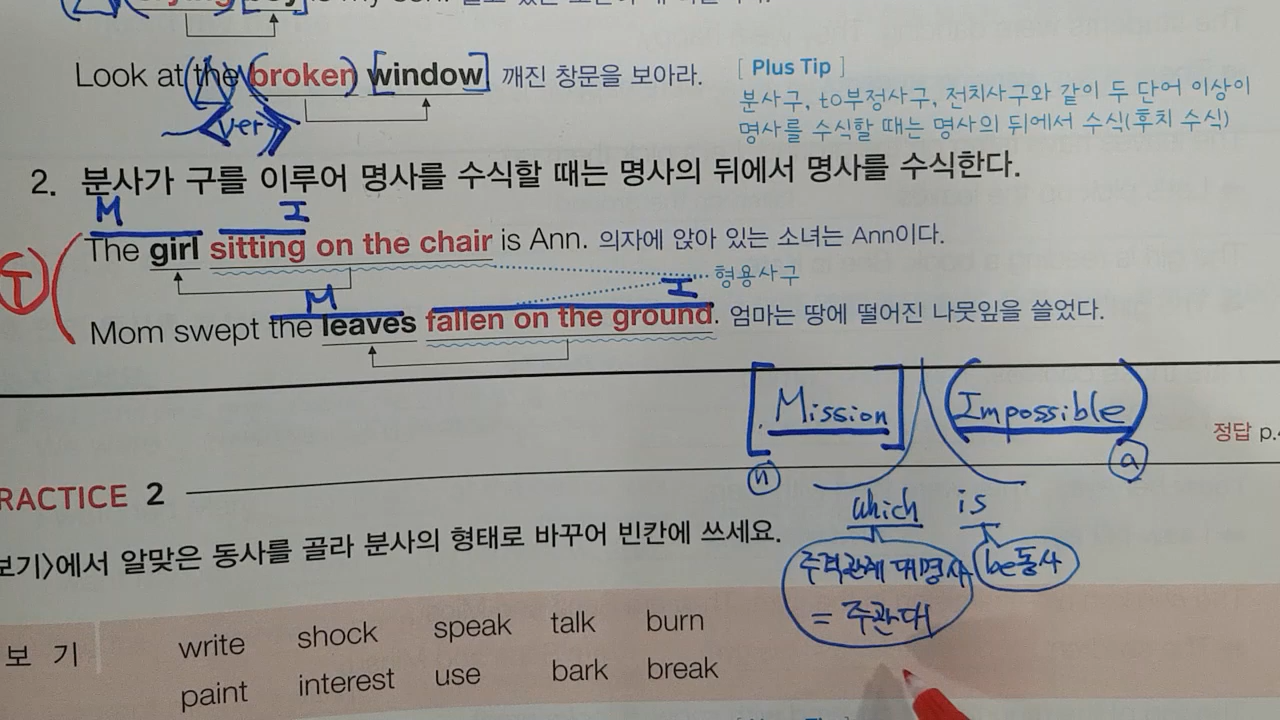 Look at the broken window 깨진 창문을 보아라.
ver
[ Plus Tip ]
분사구, to부정사구, 전치사구와 같이 두 단어 이상이
명사를 수식할 때는 명사의 뒤에서 수식(후치 수식)
2. 분사가 구를 이루어 명사를 수식할 때는 명사의 뒤에서 명사를 수식한다.
M I
The girl sitting on the chair is Ann. 의자에 앉아 있는 소녀는 Ann이다.
형용사구
M I
Mom swept the leaves fallen on the ground. 엄마는 땅에 떨어진 나뭇잎을 쓸었다.
T
[Mission] (Impossible)
n a
정답 p.
which is
주격관계대명사 be동사
= 주관대
RACTICE 2
보기>에서 알맞은 동사를 골라 분사의 형태로 바꾸어 빈칸에 쓰세요.
보 기
write shock speak talk burn
paint interest use bark break